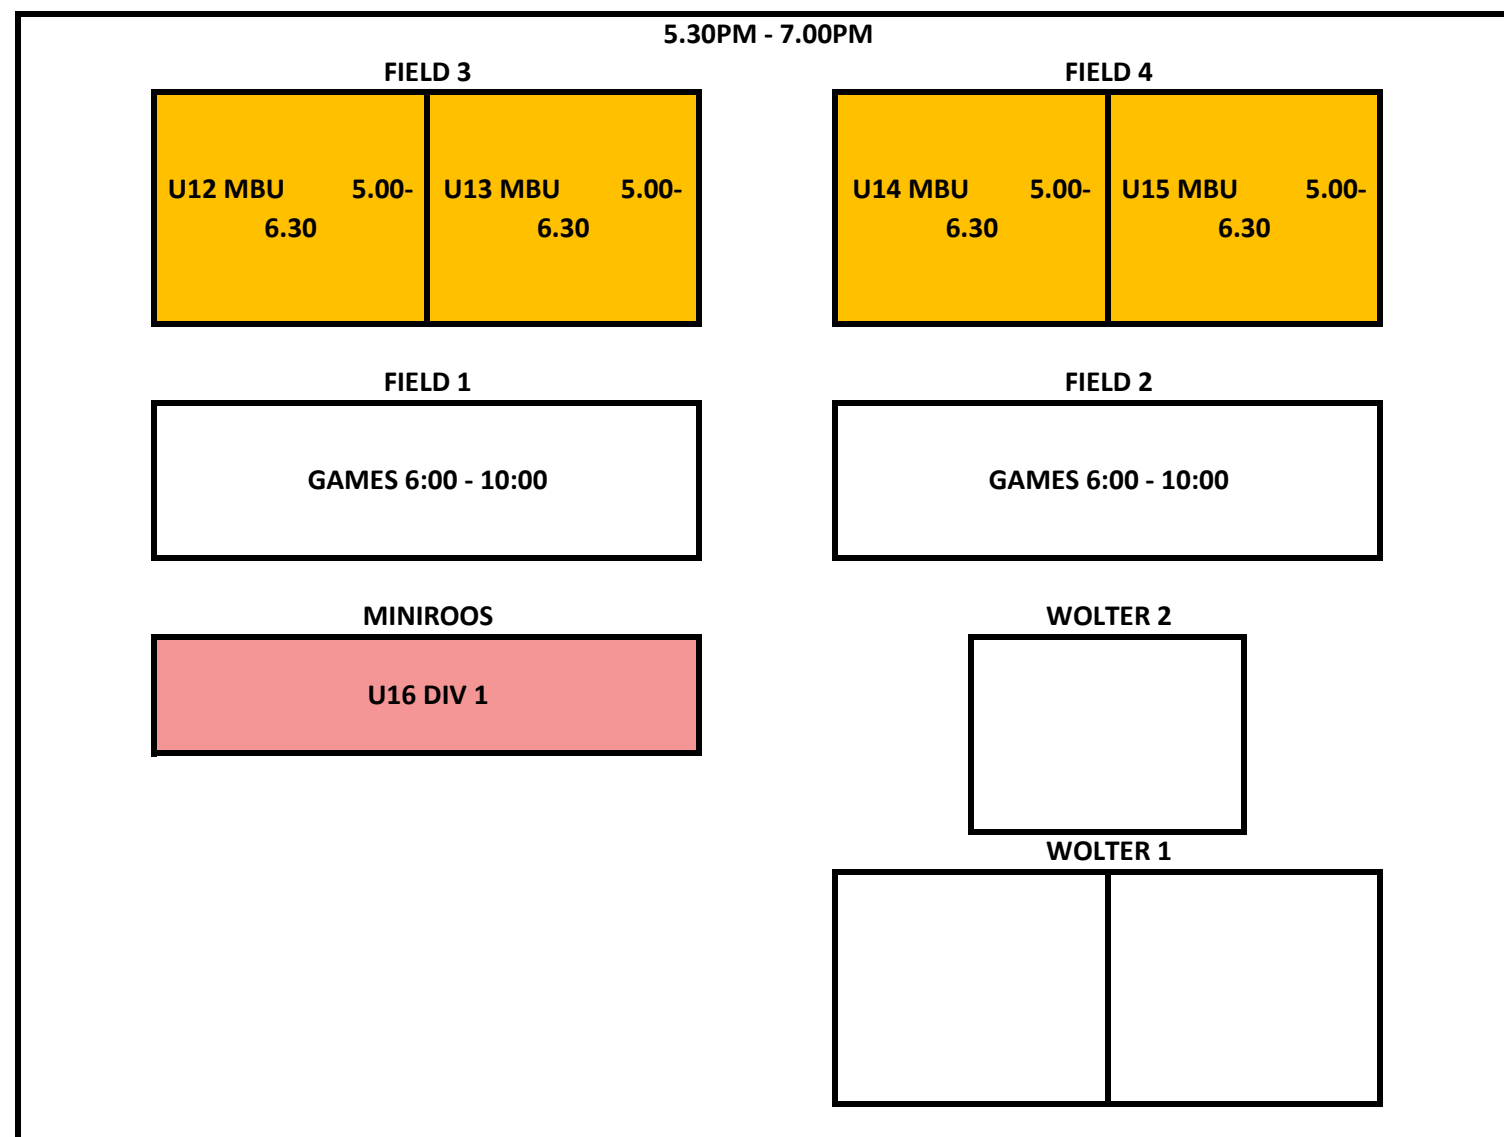 5.30PM - 7.00PM
FIELD 3
FIELD 4
U12 MBU 5.00-
6.30
U13 MBU 5.00-
6.30
U14 MBU 5.00-
6.30
U15 MBU 5.00-
6.30
FIELD 1
FIELD 2
GAMES 6:00 - 10:00
GAMES 6:00 - 10:00
MINIROOS
WOLTER 2
U16 DIV 1
WOLTER 1